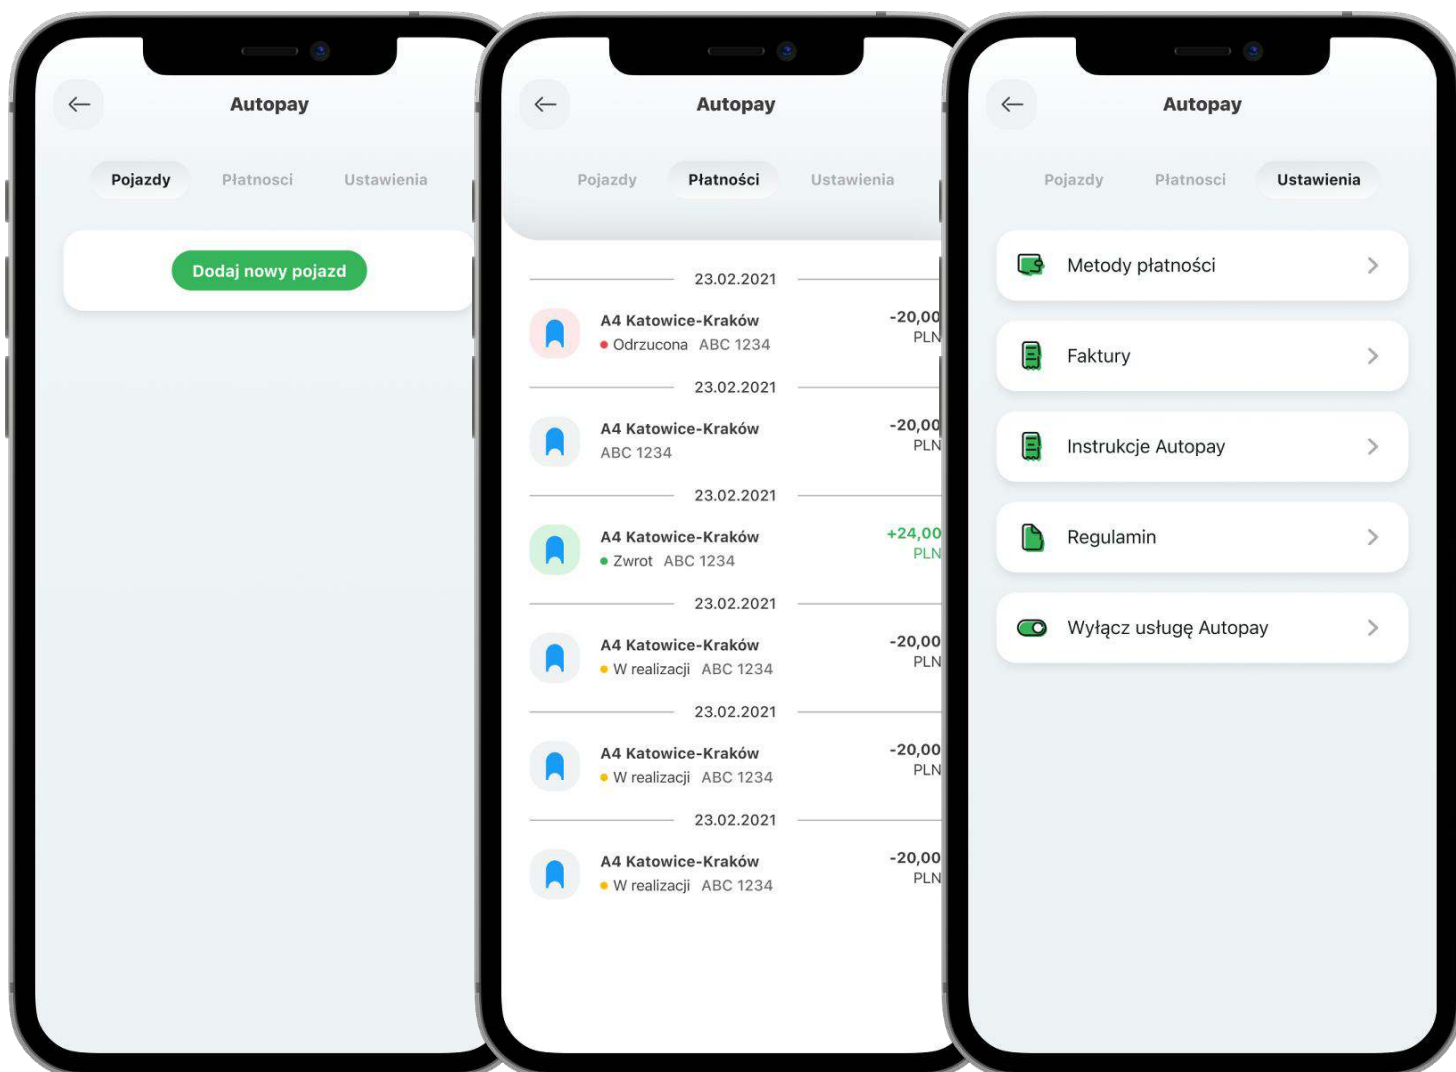 Autopay
Pojazdy Płatnosci Ustawienia
Dodaj nowy pojazd
Autopay
Pojazdy Płatności Ustawienia
23.02.2021
A4 Katowice-Kraków -20,00
Odrzucona ABC 1234 PLN
23.02.2021
A4 Katowice-Kraków -20,00
ABC 1234 PLN
23.02.2021
A4 Katowice-Kraków +24,00
Zwrot ABC 1234 PLN
23.02.2021
A4 Katowice-Kraków -20,00
W realizacji ABC 1234 PLN
23.02.2021
A4 Katowice-Kraków -20,00
W realizacji ABC 1234 PLN
23.02.2021
A4 Katowice-Kraków -20,00
W realizacji ABC 1234 PLN
Autopay
Pojazdy Płatnosci Ustawienia
Metody płatności
Faktury
Instrukcje Autopay
Regulamin
Wyłącz usługę Autopay